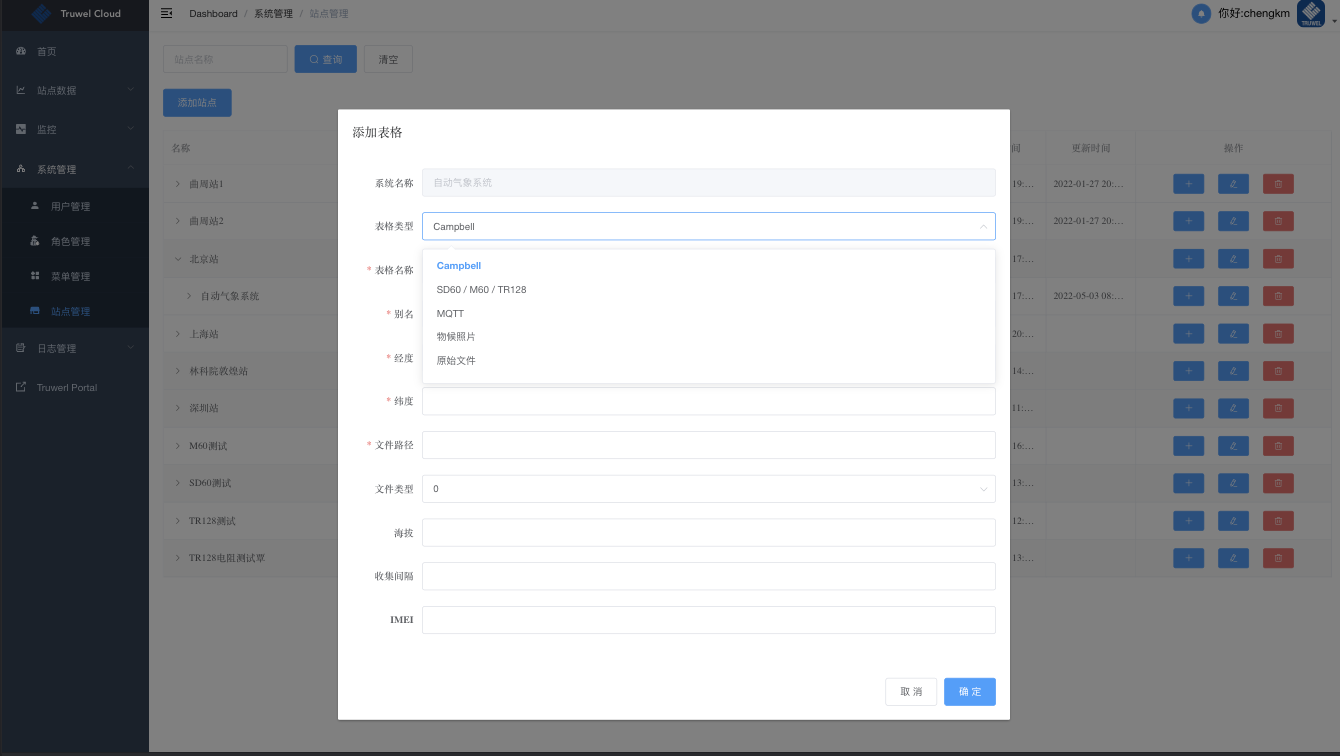 Truwel Cloud
Dashboard / 系统管理 / 站点管理
你好:chengkm
TRUWEL
首页
站点数据
监控
系统管理
用户管理
角色管理
菜单管理
站点管理
日志管理
Truwerl Portal
站点名称
查询
清空
添加站点
名称
间
更新时间
操作
曲周站1
19:...
2022-01-27 20:...
曲周站2
19:...
2022-01-27 20:...
北京站
17:...
自动气象系统
17:...
2022-05-03 08:...
上海站
20:...
林科院敦煌站
14:...
深圳站
11:...
M60测试
16:...
SD60测试
13:...
TR128测试
12:...
TR128电阻测试覃
13:...
添加表格
系统名称
自动气象系统
表格类型
Campbell
Campbell
SD60 / M60 / TR128
MQTT
物候照片
原始文件
* 表格名称
* 别名
* 经度
* 纬度
* 文件路径
文件类型
0
海拔
收集间隔
IMEI
取 消
确 定